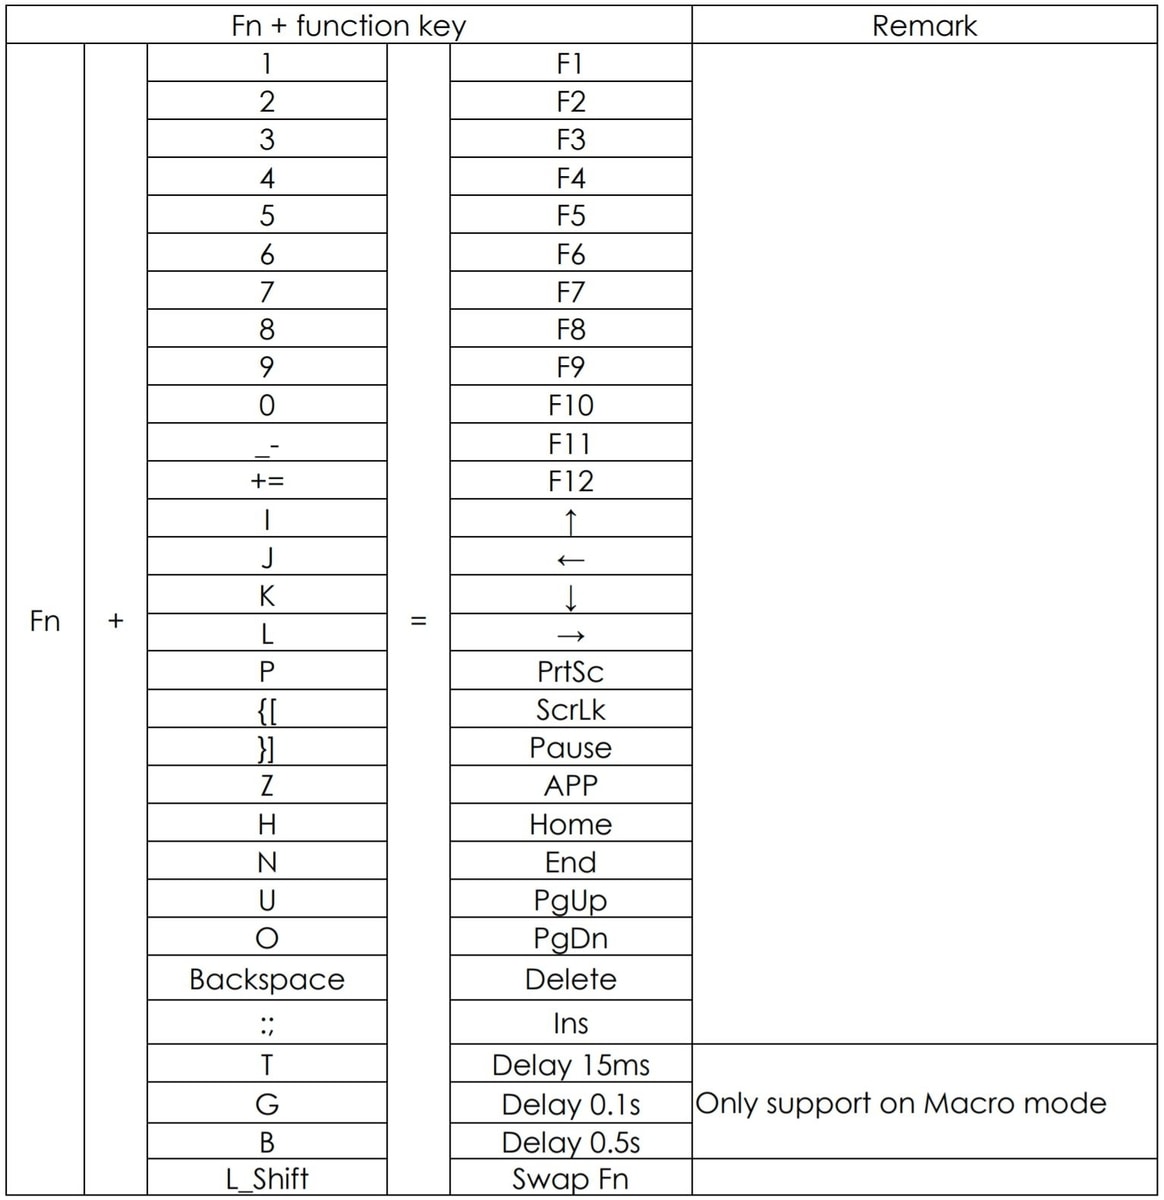 Fn + function key Remark
1 F1
2 F2
3 F3
4 F4
5 F5
6 F6
7 F7
8 F8
9 F9
0 F10
_- F11
+= F12
I ↑
J ←
K ↓
Fn + =
L →
P PrtSc
{[ ScrLk
}] Pause
Z APP
H Home
N End
U PgUp
O PgDn
Backspace Delete
:; Ins
T Delay 15ms
G Delay 0.1s Only support on Macro mode
B Delay 0.5s
L_Shift Swap Fn